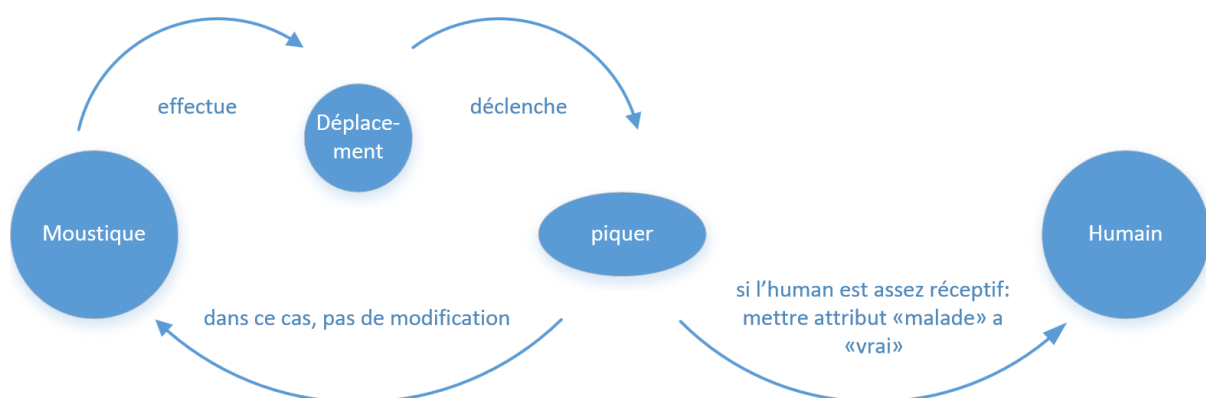 effectue
déclenche
Déplace-
ment
Moustique
piquer
Humain
dans ce cas, pas de modification
si l’human est assez réceptif:
mettre attribut «malade» a
«vrai»